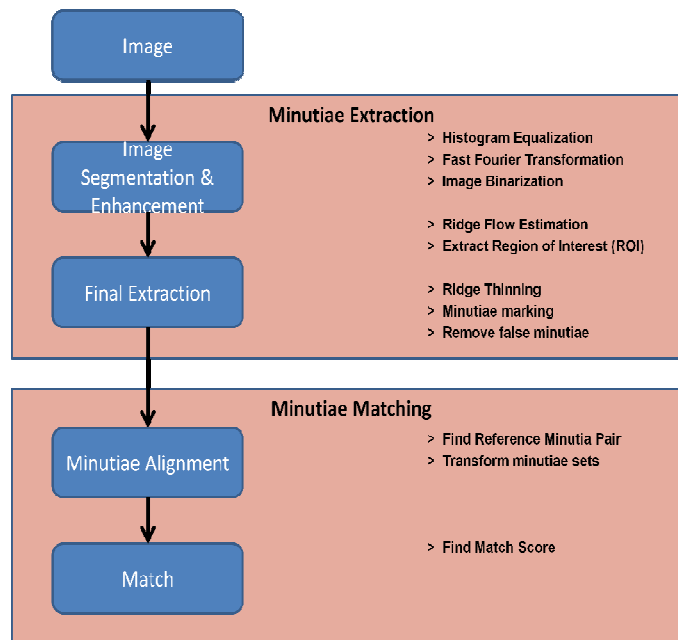 Image
Minutiae Extraction
Image
Segmentation &
Enhancement
> Histogram Equalization
> Fast Fourier Transformation
> Image Binarization
> Ridge Flow Estimation
> Extract Region of Interest (ROI)
Final Extraction
> Ridge Thinning
> Minutiae marking
> Remove false minutiae
Minutiae Matching
Minutiae Alignment
> Find Reference Minutia Pair
> Transform minutiae sets
Match
> Find Match Score